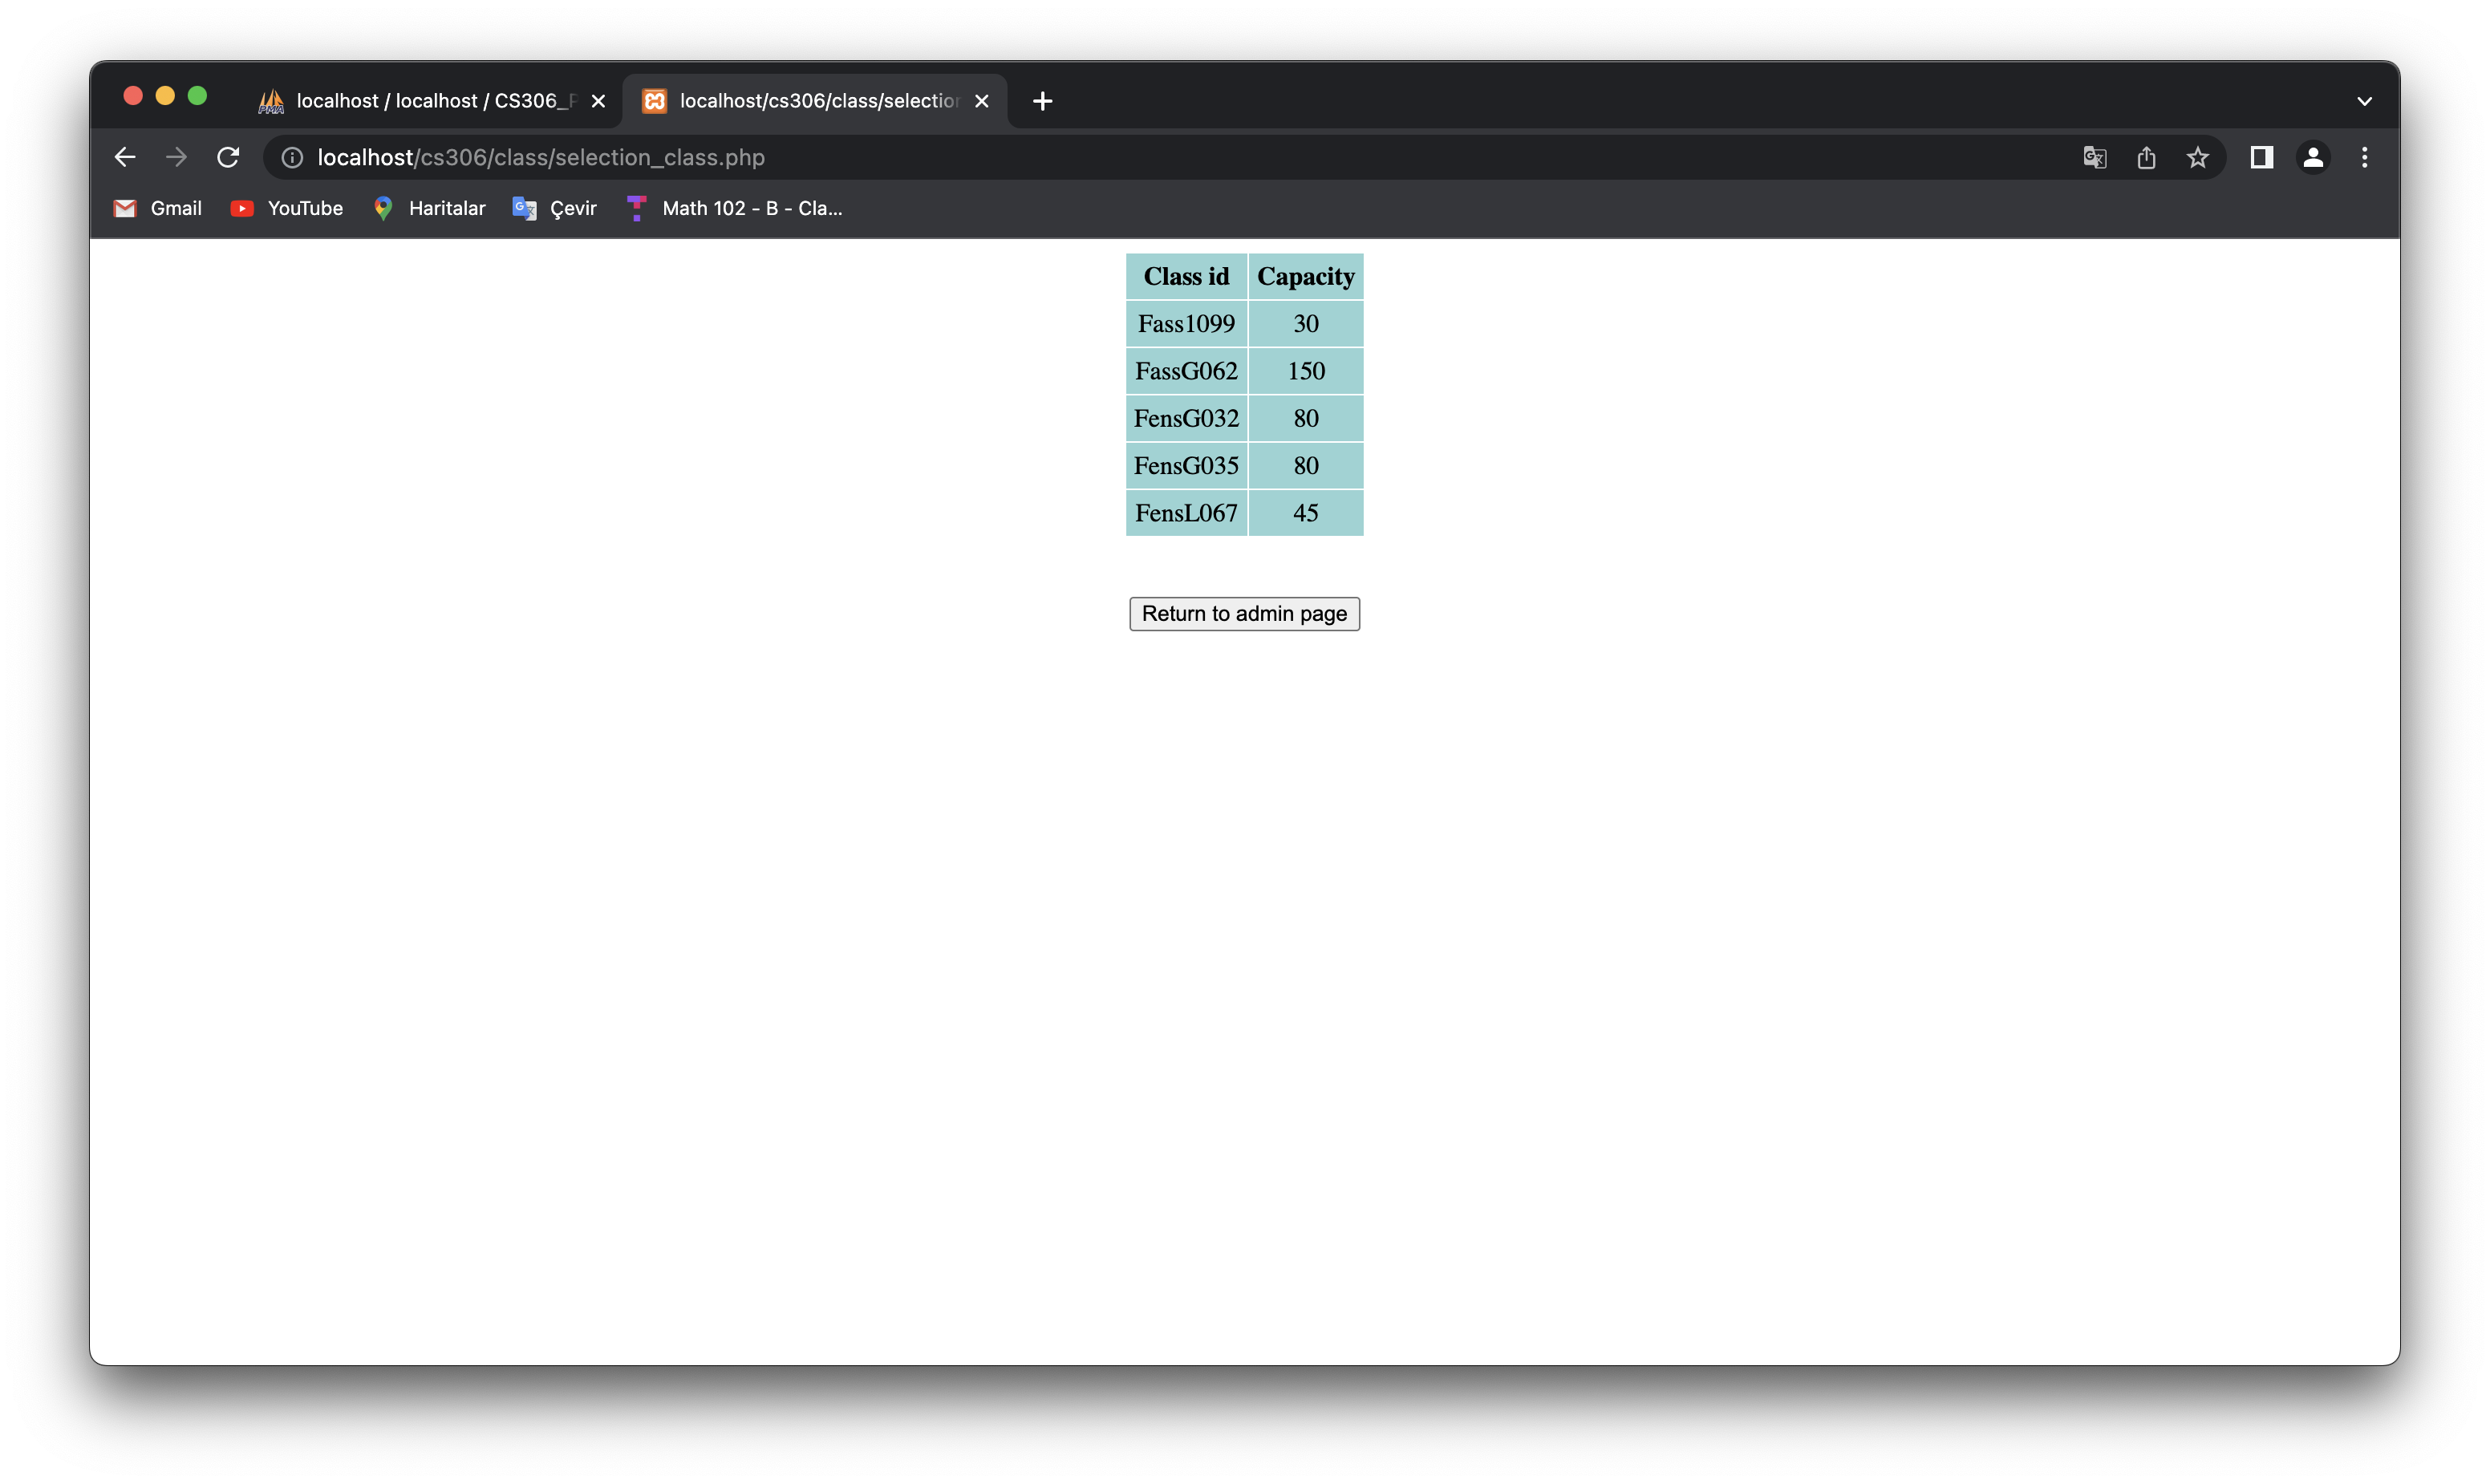 localhost / localhost / CS306_P
localhost/cs306/class/selection
localhost/cs306/class/selection_class.php
Gmail YouTube Haritalar Çevir Math 102 - B - Cla...
Class id Capacity
Fass1099 30
FassG062 150
FensG032 80
FensG035 80
FensL067 45
Return to admin page